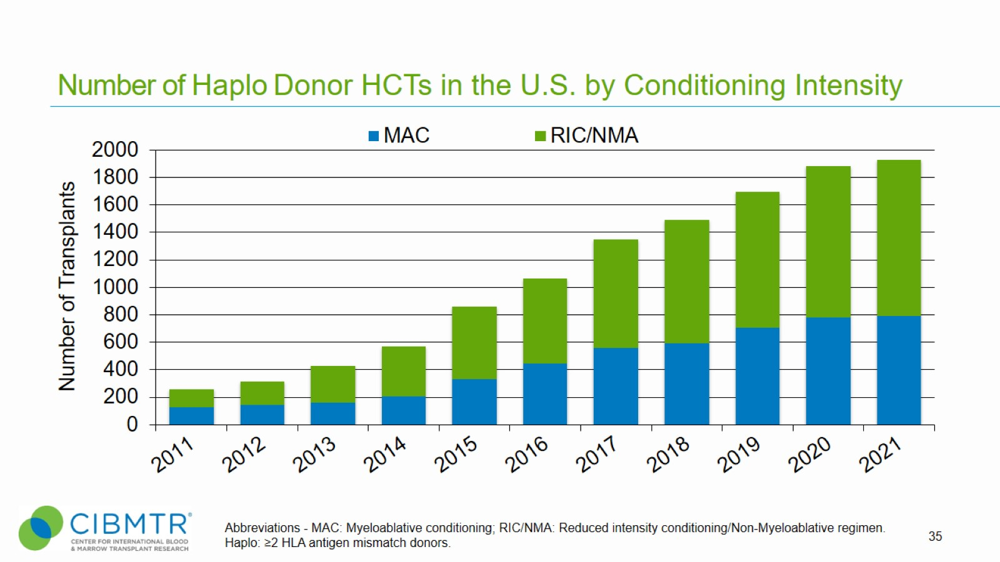 Number of Haplo Donor HCTs in the U.S. by Conditioning Intensity
MAC RIC/NMA
Number of Transplants
2000
1800
1600
1400
1200
1000
800
600
400
200
0
2011 2012 2013 2014 2015 2016 2017 2018 2019 2020 2021
CIBMTR®
CENTER FOR INTERNATIONAL BLOOD
& MARROW TRANSPLANT RESEARCH
Abbreviations - MAC: Myeloablative conditioning; RIC/NMA: Reduced intensity conditioning/Non-Myeloablative regimen.
Haplo: ≥2 HLA antigen mismatch donors.
35